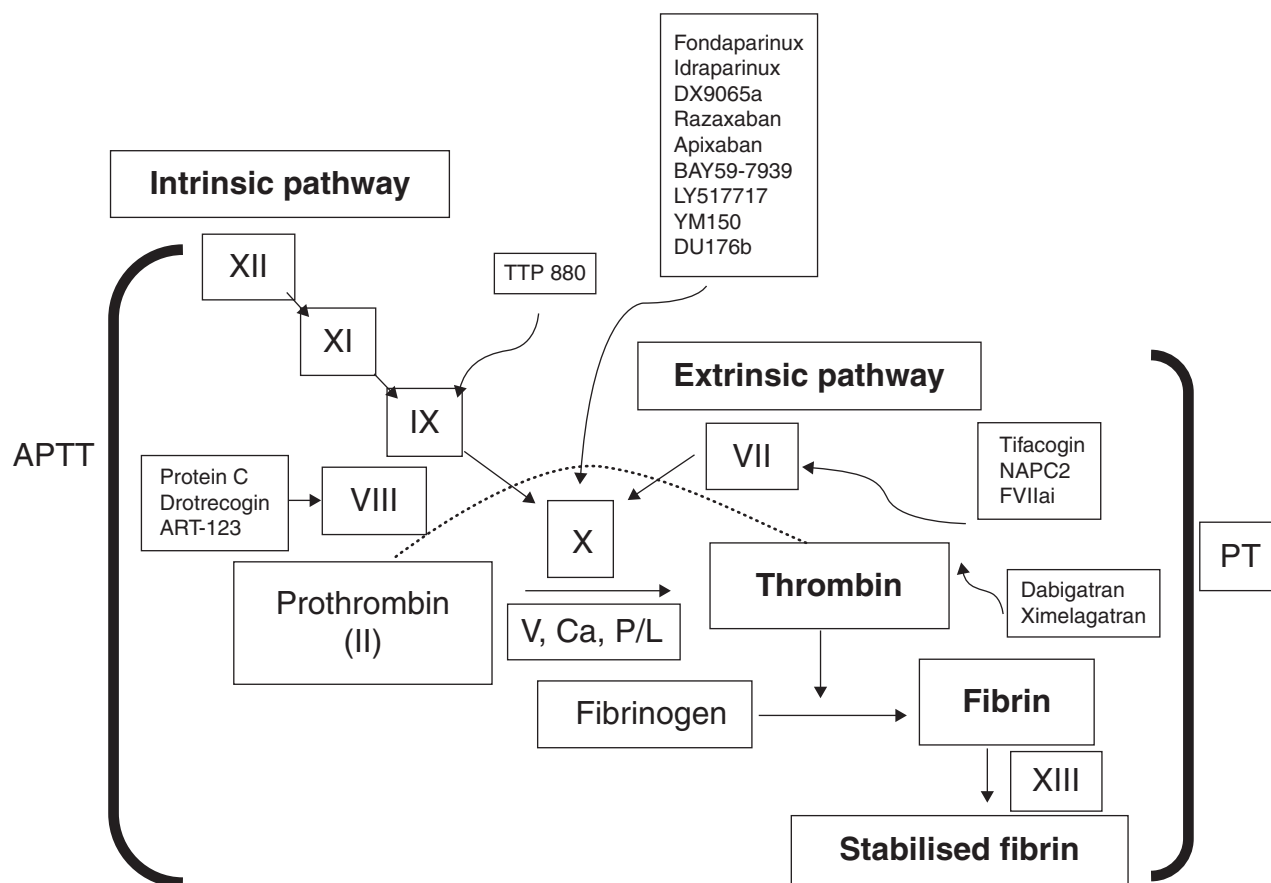 Fondaparinux
Idraparinux
DX9065a
Razaxaban
Apixaban
BAY59-7939
LY517717
YM150
DU176b
Intrinsic pathway
XII
TTP 880
XI
Extrinsic pathway
IX
VII
APTT
Protein C
Drotrecogin
ART-123
VIII
Tifacogin
NAPC2
FVIIai
X
PT
Prothrombin
(II)
Thrombin
Dabigatran
Ximelagatran
V, Ca, P/L
Fibrinogen
Fibrin
XIII
Stabilised fibrin